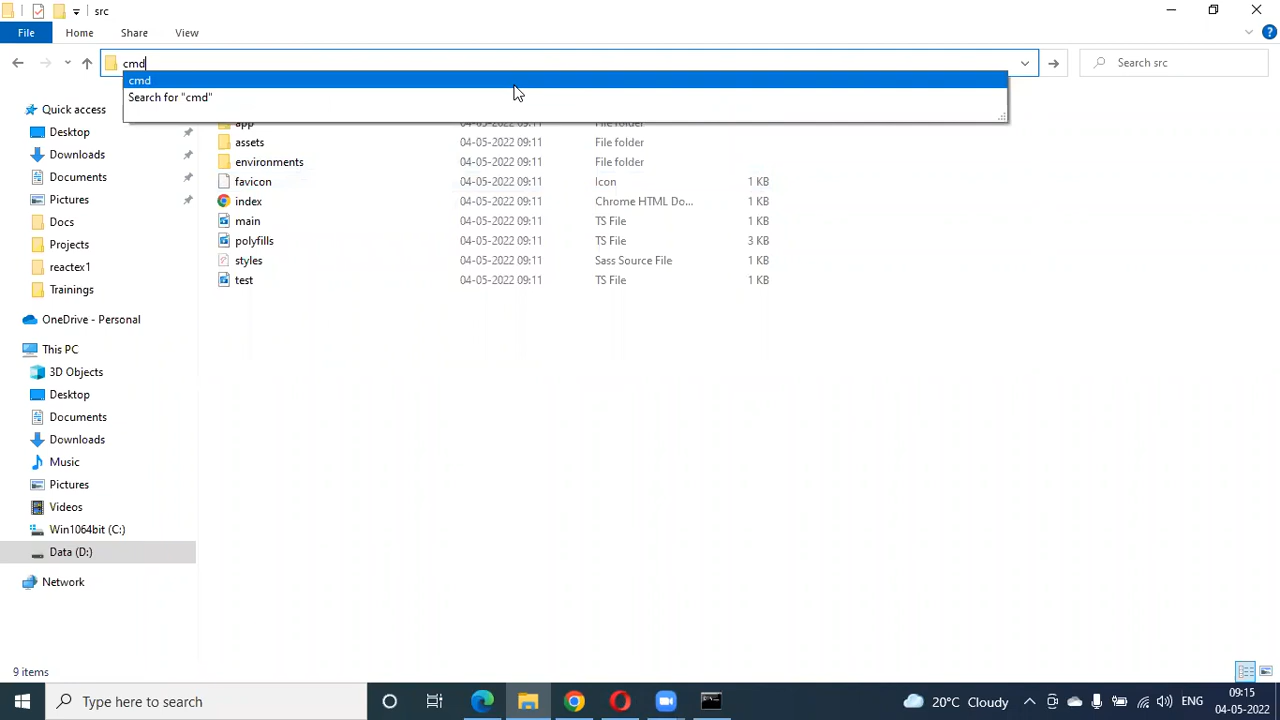 src
File Home Share View
cmd
Search src
cmd
Search for "cmd"
Quick access
Desktop
Downloads
Documents
Pictures
Docs
Projects
reactex1
Trainings
OneDrive - Personal
This PC
3D Objects
Desktop
Documents
Downloads
Music
Pictures
Videos
Win1064bit (C:)
Data (D:)
Network
app 04-05-2022 09:11 File folder
assets 04-05-2022 09:11 File folder
environments 04-05-2022 09:11 File folder
favicon 04-05-2022 09:11 Icon 1 KB
index 04-05-2022 09:11 Chrome HTML Do... 1 KB
main 04-05-2022 09:11 TS File 1 KB
polyfills 04-05-2022 09:11 TS File 3 KB
styles 04-05-2022 09:11 Sass Source File 1 KB
test 04-05-2022 09:11 TS File 1 KB
9 items
Type here to search
20°C Cloudy
ENG
09:15
04-05-2022